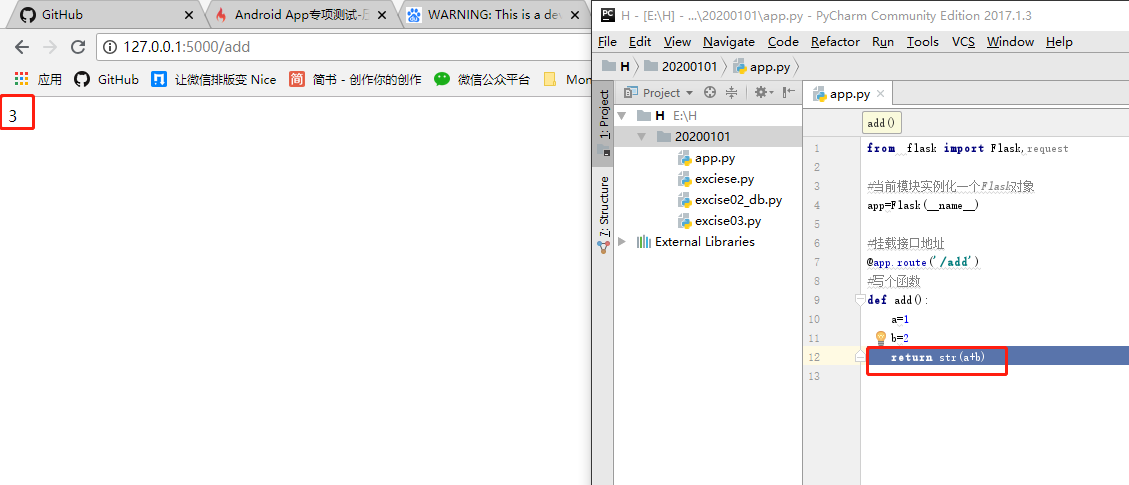 GitHub
Android App专项测试-
WARNING: This is a de
127.0.0.1:5000/add
应用 GitHub 让微信排版变 Nice 简书 - 创作你的创作 微信公众平台 Mon
3
H - [E:\H] - ...\20200101\app.py - PyCharm Community Edition 2017.1.3
File Edit View Navigate Code Refactor Run Tools VCS Window Help
H 20200101 app.py
1: Project
7: Structure
Project
H E:\H
20200101
app.py
exciese.py
excise02_db.py
excise03.py
External Libraries
app.py
add()
1 from flask import Flask,request
2
3 #当前模块实例化一个Flask对象
4 app=Flask(__name__)
5
6 #挂载接口地址
7 @app.route('/add')
8 #写个函数
9 def add():
10 a=1
11 b=2
12 return str(a+b)
13